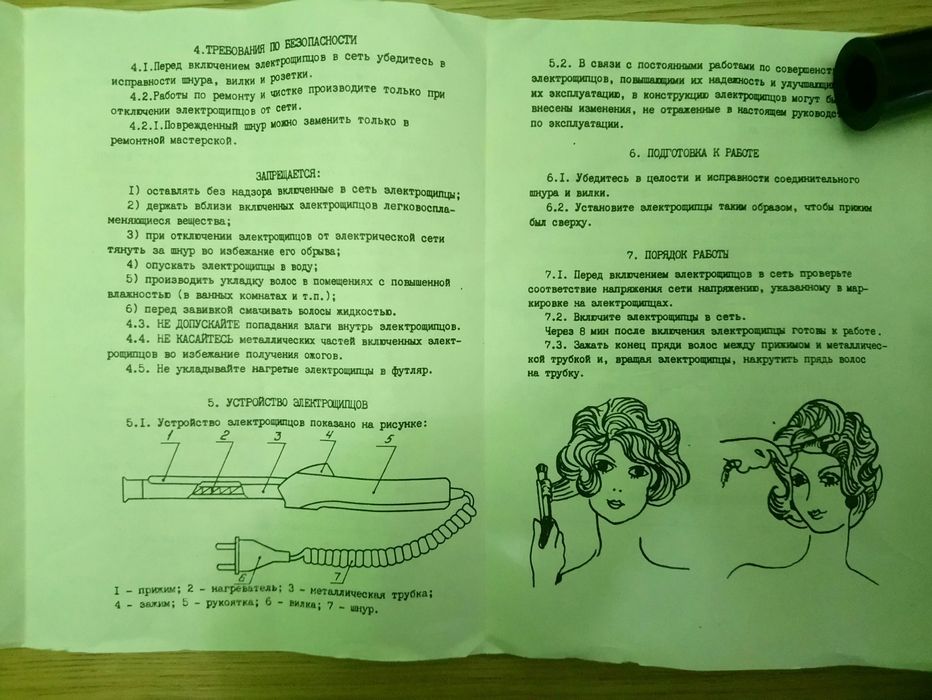 4.ТРЕБОВАНИЯ ПО БЕЗОПАСНОСТИ
4.I.Перед включением электрощипцов в сеть убедитесь в
исправности шнура, вилки и розетки.
4.2.Работы по ремонту и чистке производите только при
отключении электрощипцов от сети.
4.2.I.Поврежденный шнур можно заменить только в
ремонтной мастерской.
ЗАПРЕЩАЕТСЯ:
I) оставлять без надзора включенные в сеть электрощипцы;
2) держать вблизи включенных электрощипцов легковоспла-
меняющиеся вещества;
3) при отключении электрощипцов от электрической сети
тянуть за шнур во избежание его обрыва;
4) опускать электрощипцы в воду;
5) производить укладку волос в помещениях с повышенной
влажностью (в ванных комнатах и т.п.);
6) перед завивкой смачивать волосы жидкостью.
4.3. НЕ ДОПУСКАЙТЕ попадания влаги внутрь электрощипцов.
4.4. НЕ КАСАЙТЕСЬ металлических частей включенных элект-
рощипцов во избежание получения ожогов.
4.5. Не укладывайте нагретые электрощипцы в футляр.
5. УСТРОЙСТВО ЭЛЕКТРОЩИПЦОВ
5.I. Устройство электрощипцов показано на рисунке:
1 2 3 4 5
6 7
I - прижим; 2 - нагреватель; 3 - металлическая трубка;
4 - зажим; 5 - рукоятка; 6 - вилка; 7 - шнур.
5.2. В связи с постоянными работами по
электрощипцов, повышающими их надежность и
их эксплуатацию, в конструкцию электрощипцов могут
внесены изменения, не отраженные в настоящем
по эксплуатации.
6. ПОДГОТОВКА К РАБОТЕ
6.I. Убедитесь в целости и исправности соединительного
шнура и вилки.
6.2. Установите электрощипцы таким образом, чтобы прижим
был сверху.
7. ПОРЯДОК РАБОТЫ
7.I. Перед включением электрощипцов в сеть проверьте
соответствие напряжения сети напряжению, указанному в мар-
кировке на электрощипцах.
7.2. Включите электрощипцы в сеть.
Через 8 мин после включения электрощипцы готовы к работе.
7.3. Зажать конец пряди волос между прижимом и металличес-
кой трубкой и, вращая электрощипцы, накрутить прядь волос
на трубку.